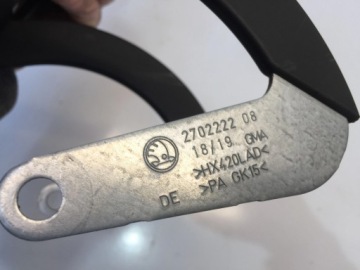 2702222 08
18/19 GMA
>HX420LAD<
DE >PA GK15<